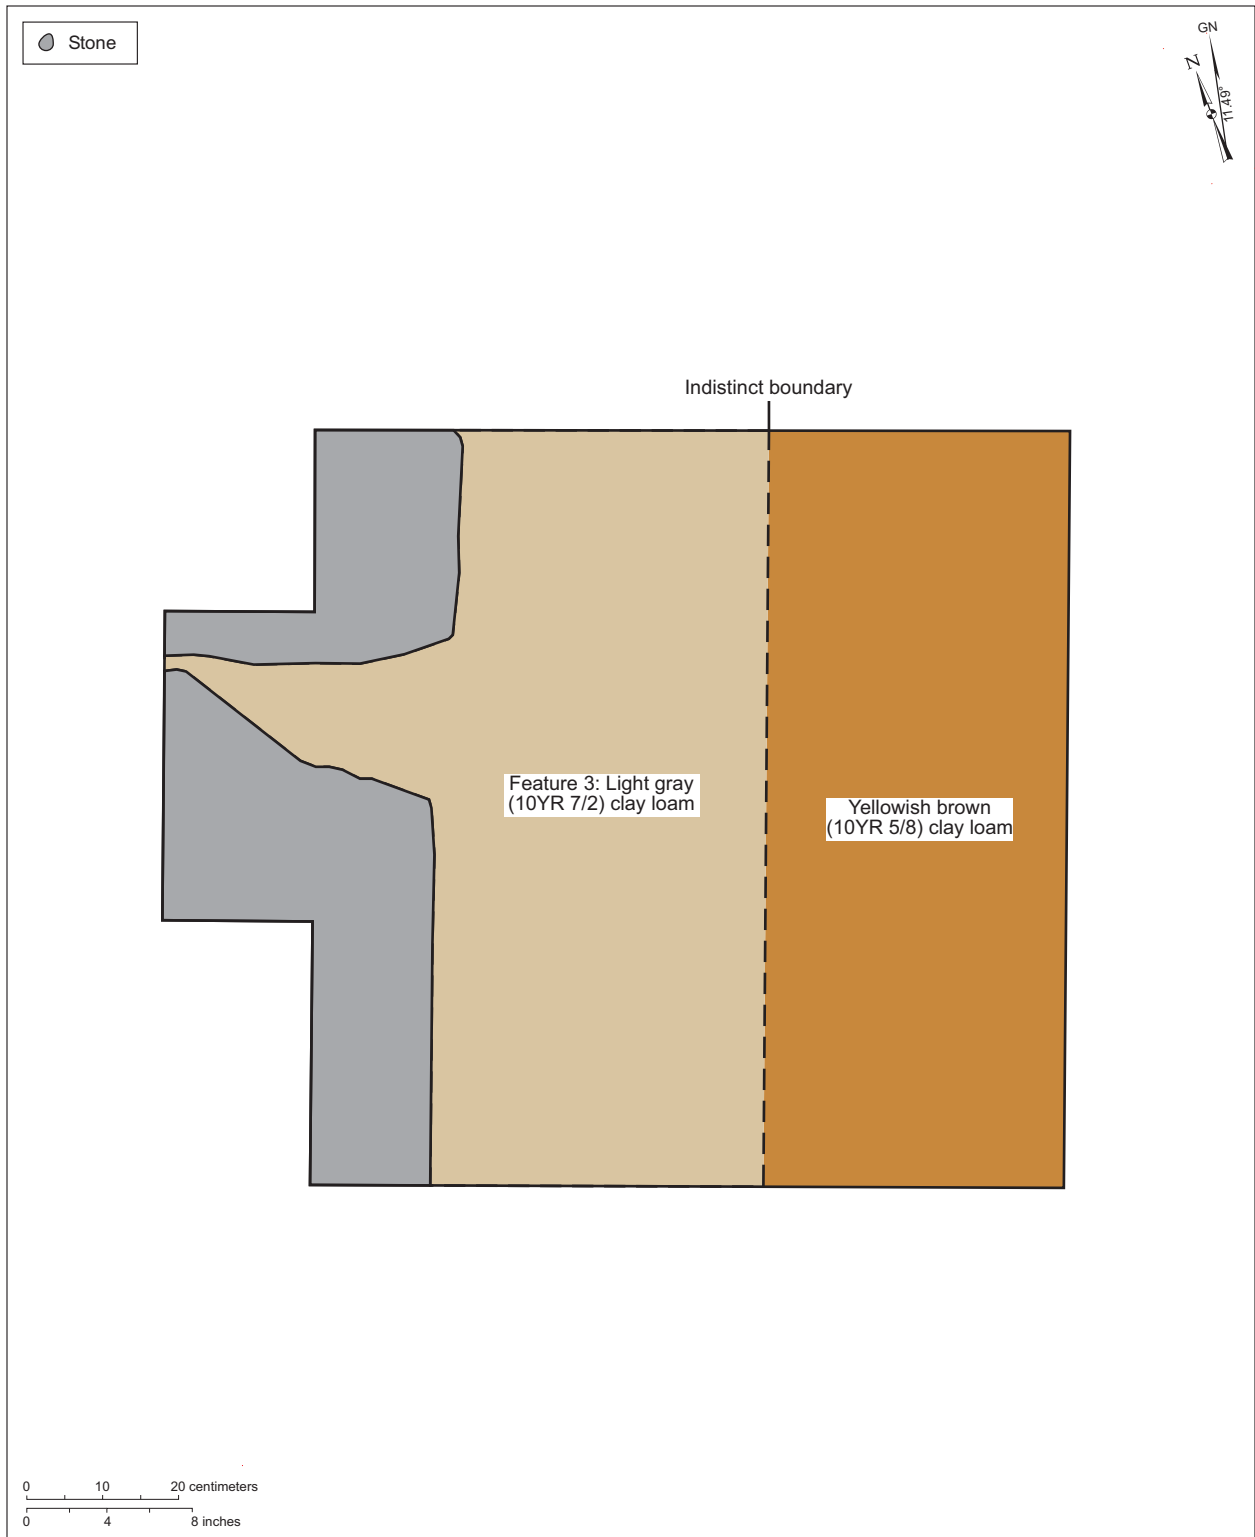 Stone
GN
N
11.49°
Indistinct boundary
Feature 3: Light gray
(10YR 7/2) clay loam
Yellowish brown
(10YR 5/8) clay loam
0 10 20 centimeters
0 4 8 inches